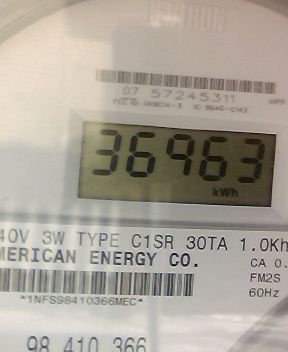 07 57245311
36963
kWh
40V 3W TYPE C1SR 30TA 1.0Kh
MERICAN ENERGY CO.
CA 0.
FM2S
60Hz
*1NFS98410366MEC*
98 410 366